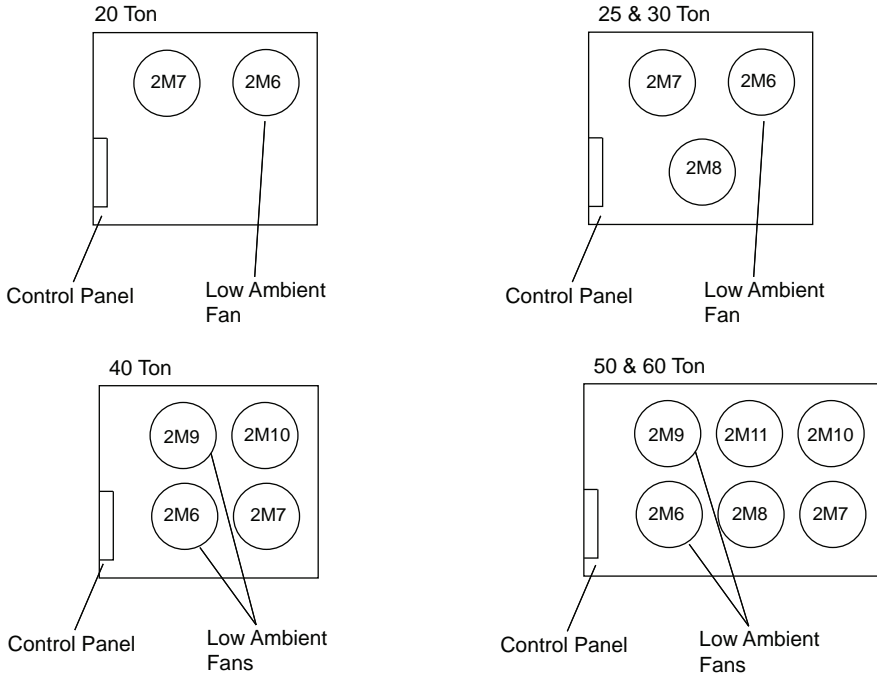 20 Ton
2M7
2M6
Control Panel
Low Ambient
Fan
25 & 30 Ton
2M7
2M6
2M8
Control Panel
Low Ambient
Fan
40 Ton
2M9
2M10
2M6
2M7
Control Panel
Low Ambient
Fans
50 & 60 Ton
2M9
2M11
2M10
2M6
2M8
2M7
Control Panel
Low Ambient
Fans